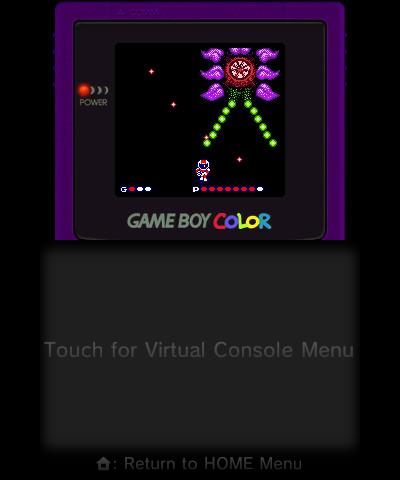 POWER
G P
GAME BOY COLOR
Touch for Virtual Console Menu
: Return to HOME Menu